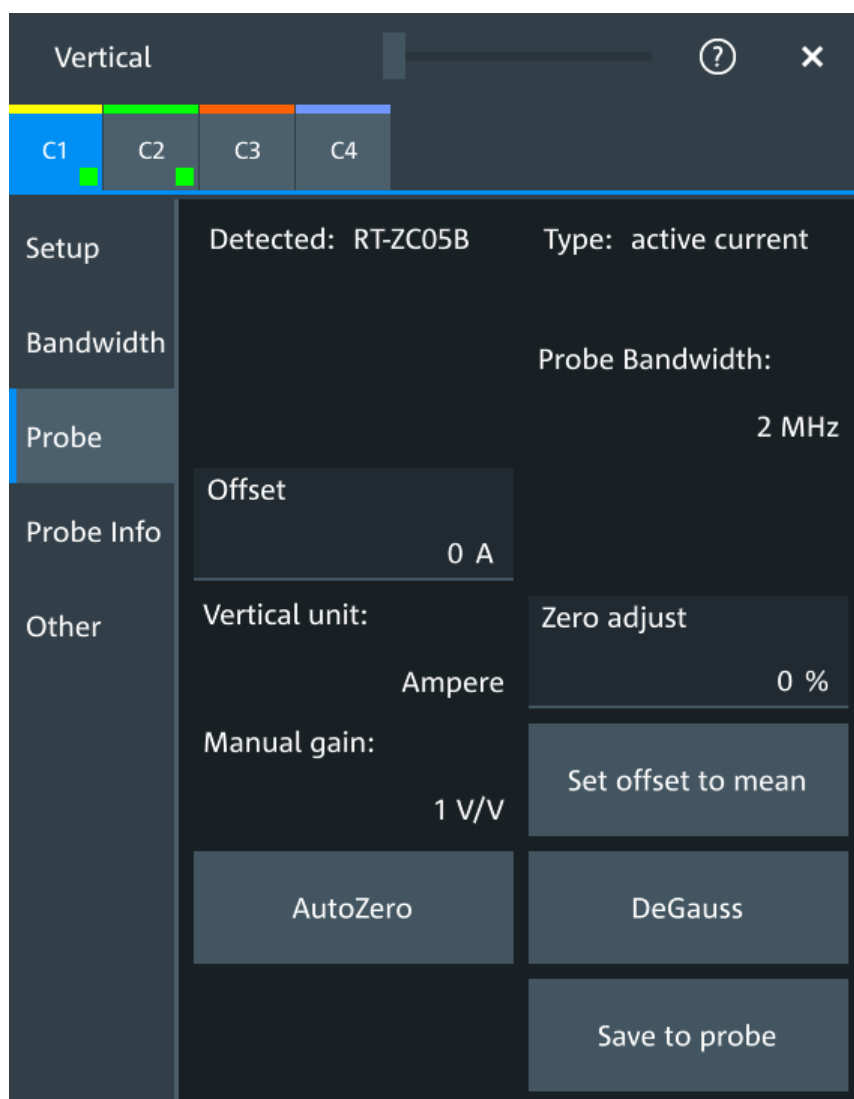 Vertical
?
C1 C2 C3 C4
Setup
Bandwidth
Probe
Probe Info
Other
Detected: RT-ZC05B Type: active current
Probe Bandwidth:
2 MHz
Offset
0 A
Vertical unit:
Ampere
Zero adjust
0 %
Manual gain:
1 V/V
Set offset to mean
AutoZero
DeGauss
Save to probe